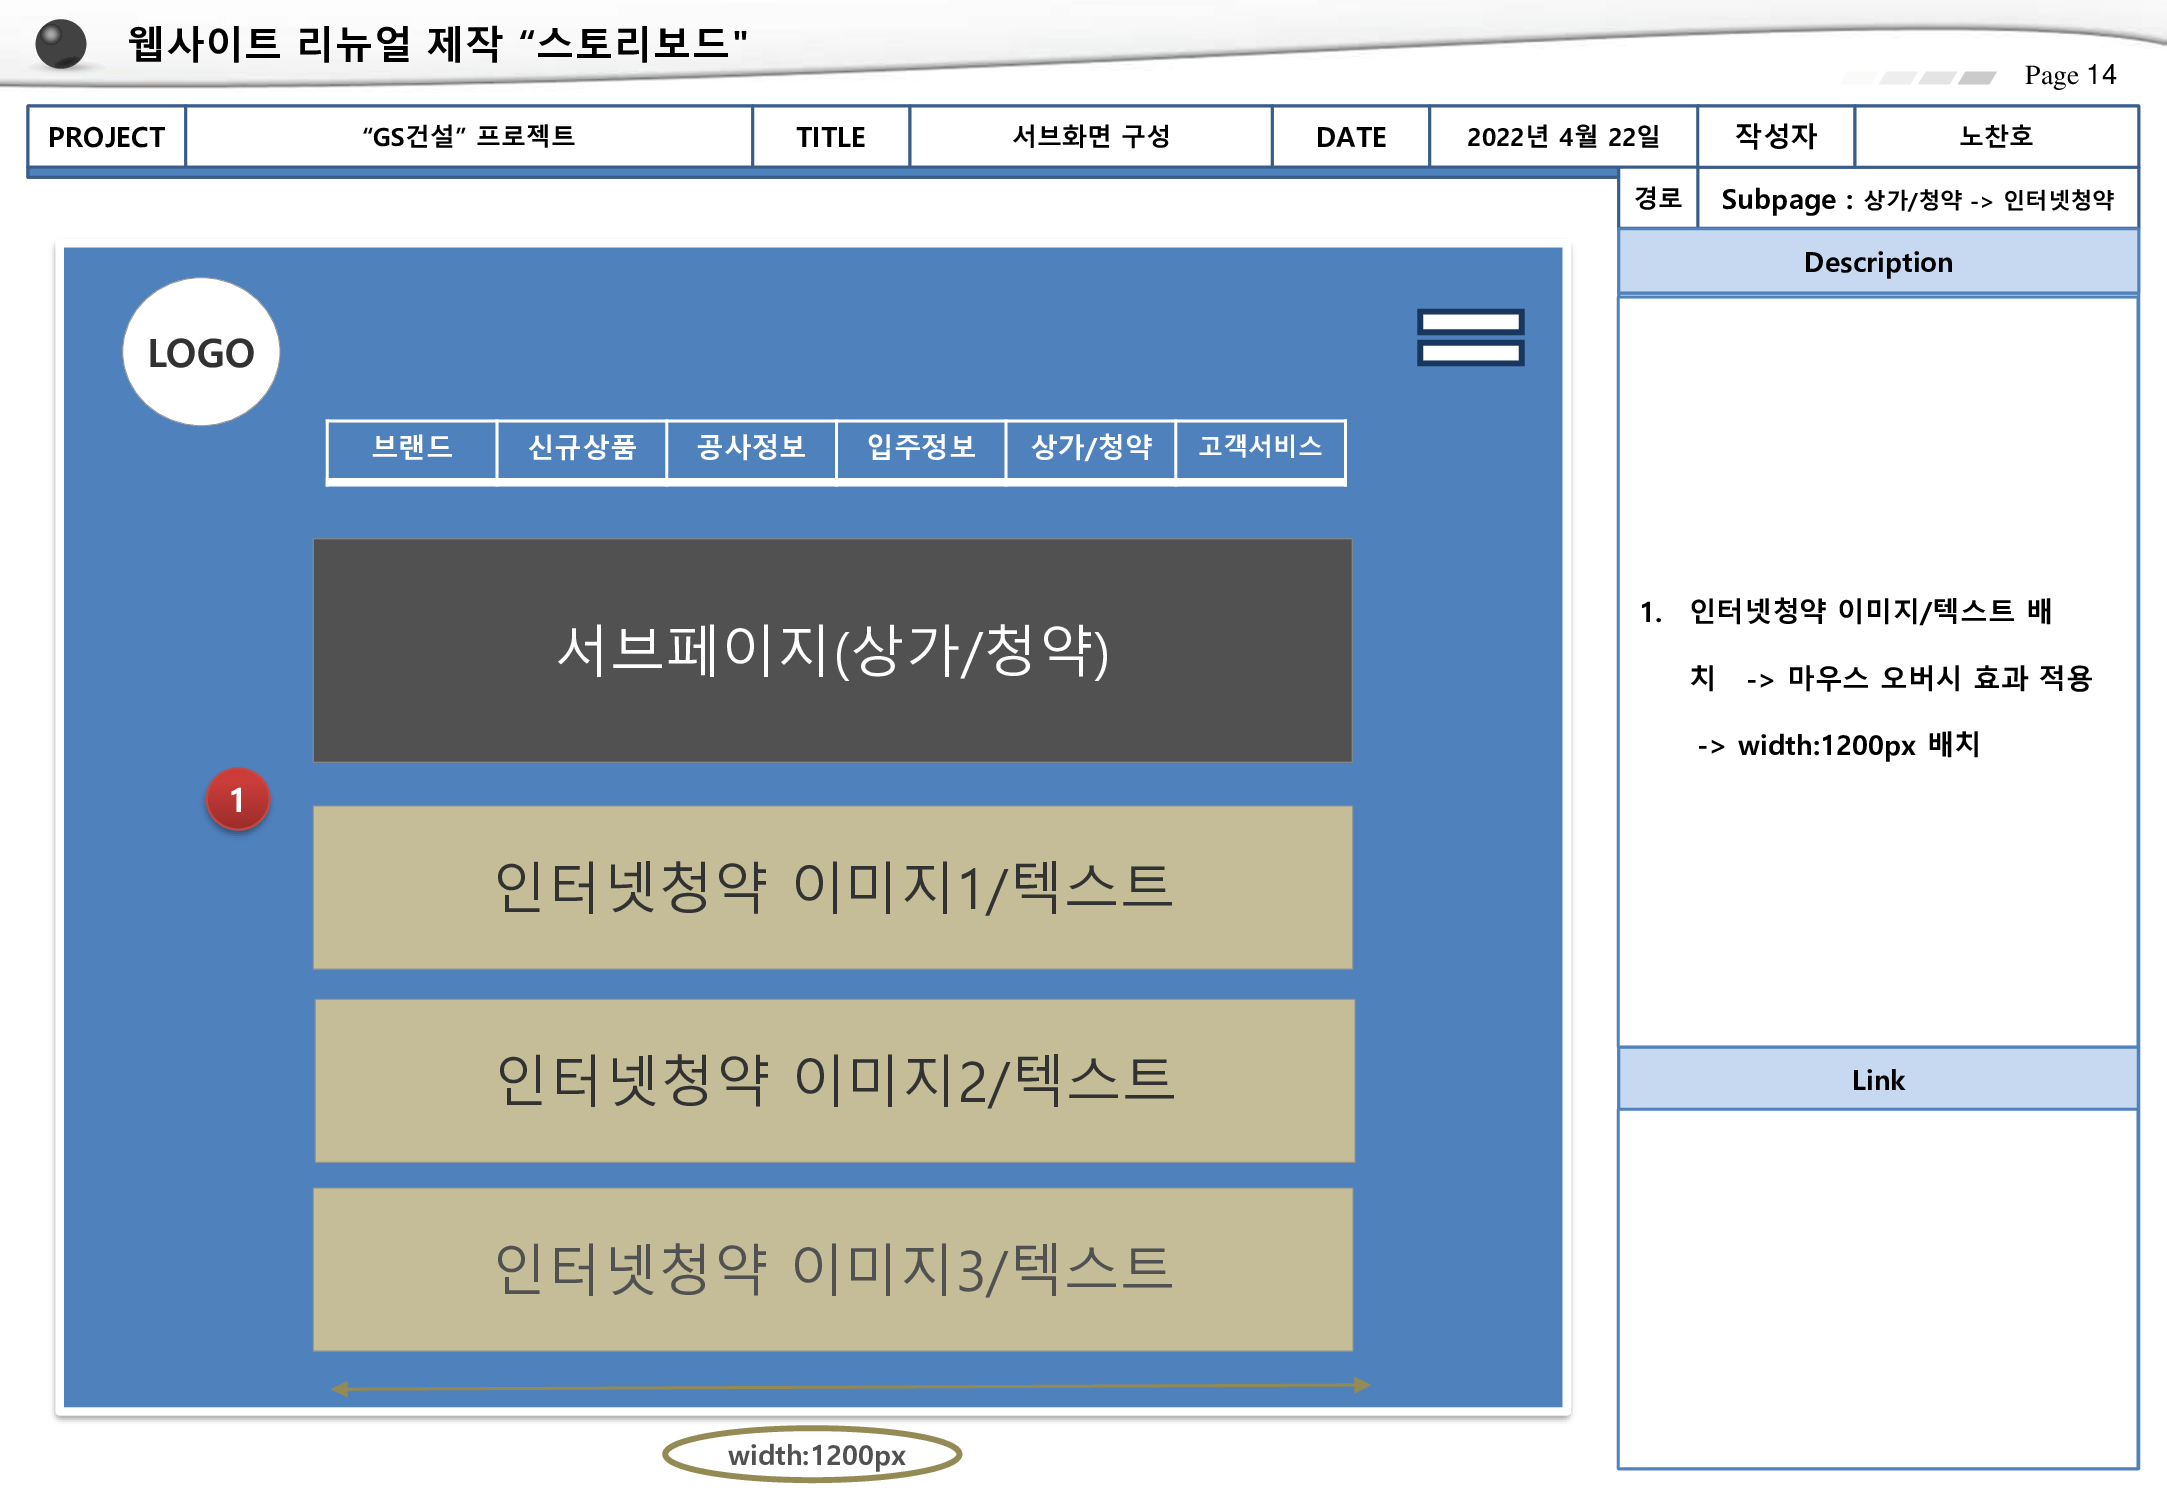 웹사이트 리뉴얼 제작 “스토리보드"
Page 14
PROJECT “GS건설” 프로젝트 TITLE 서브화면 구성 DATE 2022년 4월 22일 작성자 노찬호
경로 Subpage : 상가/청약 -> 인터넷청약
Description
LOGO
브랜드 신규상품 공사정보 입주정보 상가/청약 고객서비스
서브페이지(상가/청약)
1
인터넷청약 이미지1/텍스트
인터넷청약 이미지2/텍스트
인터넷청약 이미지3/텍스트
width:1200px
1. 인터넷청약 이미지/텍스트 배
치 -> 마우스 오버시 효과 적용
-> width:1200px 배치
Link